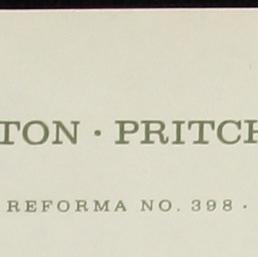 TON · PRITCH
REFORMA NO. 398 ·